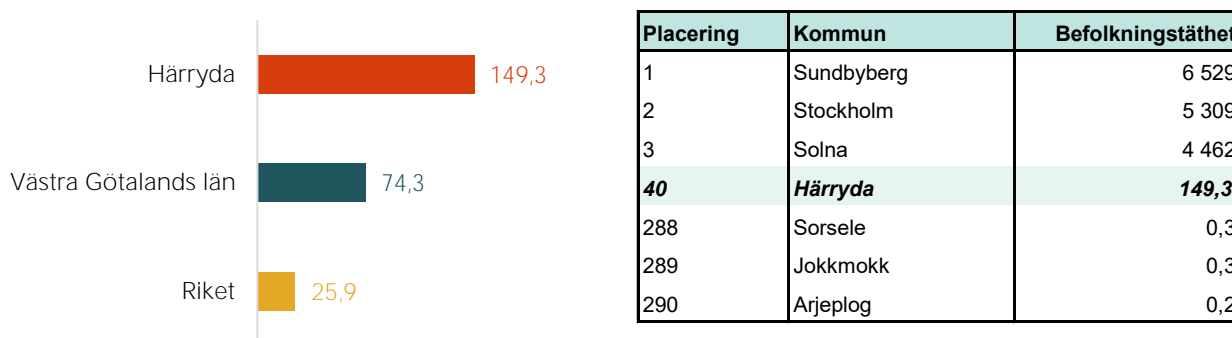 Härryda 149,3
Västra Götalands län 74,3
Riket 25,9
Placering Kommun Befolkningstäthet
1 Sundbyberg 6 529
2 Stockholm 5 309
3 Solna 4 462
40 Härryda 149,3
288 Sorsele 0,3
289 Jokkmokk 0,3
290 Arjeplog 0,2